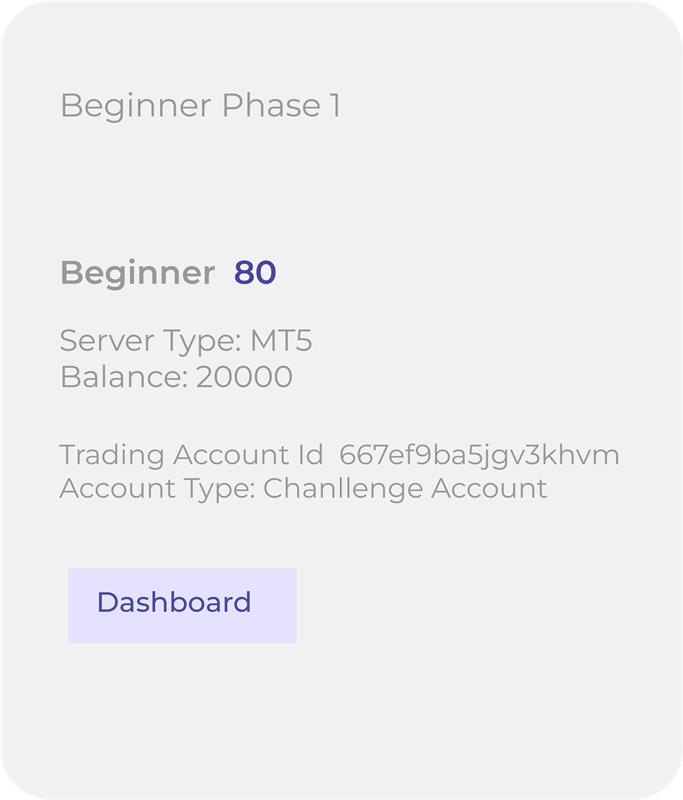 Beginner Phase 1
Beginner 80
Server Type: MT5
Balance: 20000
Trading Account Id 667ef9ba5jgv3khvm
Account Type: Chanllenge Account
Dashboard